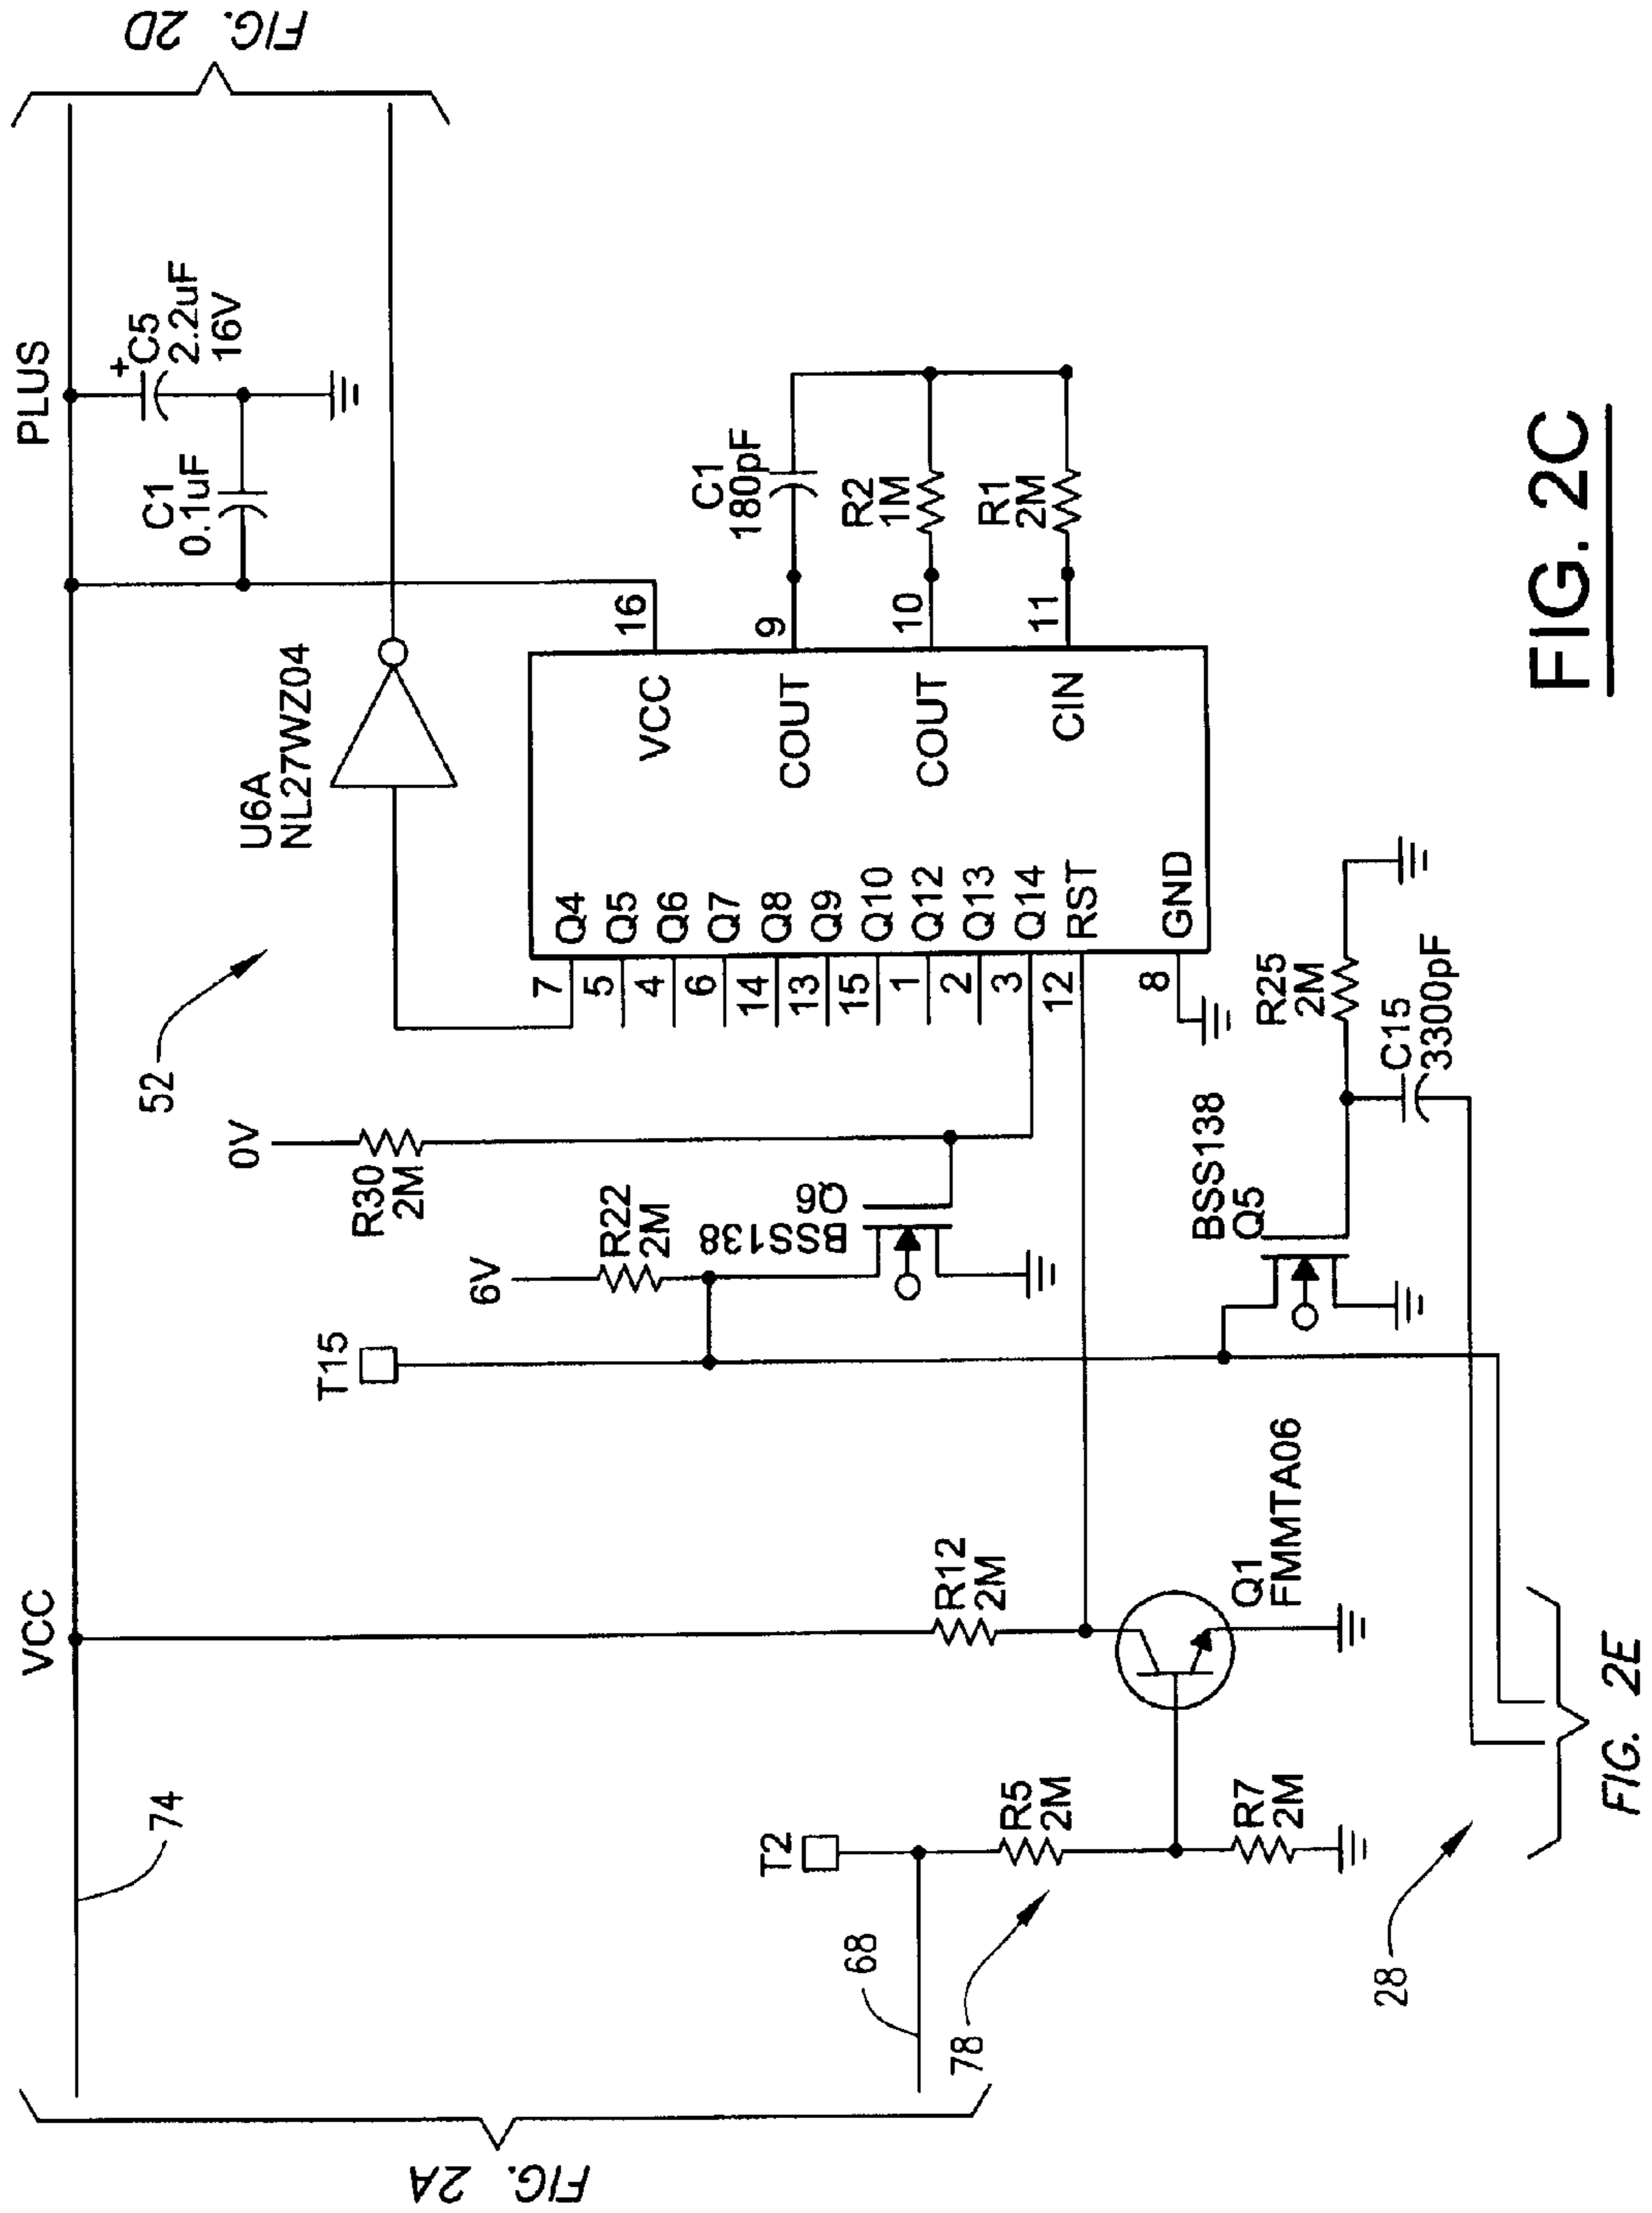 FIG. 2A
FIG. 2D
VCC
PLUS
74
C5
+
2.2uF
16V
C1
0.1uF
U6A
NL27WZ04
52
0V
R30
2M
6V
R22
2M
Q6
BSS138
T15
7
5
4
6
14
13
15
1
2
3
12
8
Q4
Q5
Q6
Q7
Q8
Q9
Q10
Q12
Q13
Q14
RST
GND
VCC
COUT
COUT
CIN
16
9
10
11
C1
180pF
R2
1M
R1
2M
R12
2M
T2
68
R5
2M
78
R7
2M
Q1
FMMTA06
BSS138
Q5
R25
2M
C15
3300pF
28
FIG. 2E
FIG. 2C